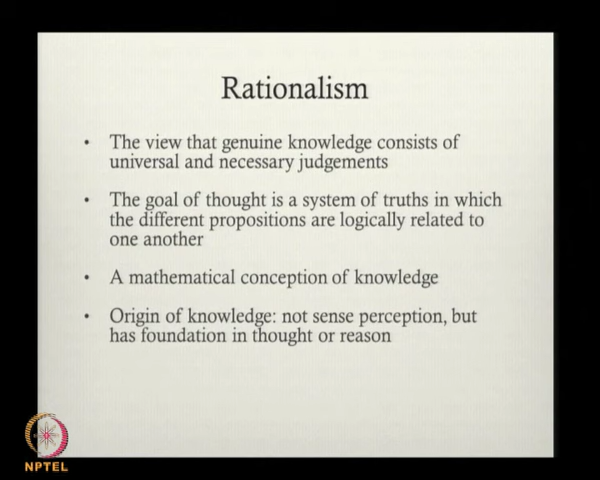 Rationalism
• The view that genuine knowledge consists of
universal and necessary judgements
• The goal of thought is a system of truths in which
the different propositions are logically related to
one another
• A mathematical conception of knowledge
• Origin of knowledge: not sense perception, but
has foundation in thought or reason
NPTEL